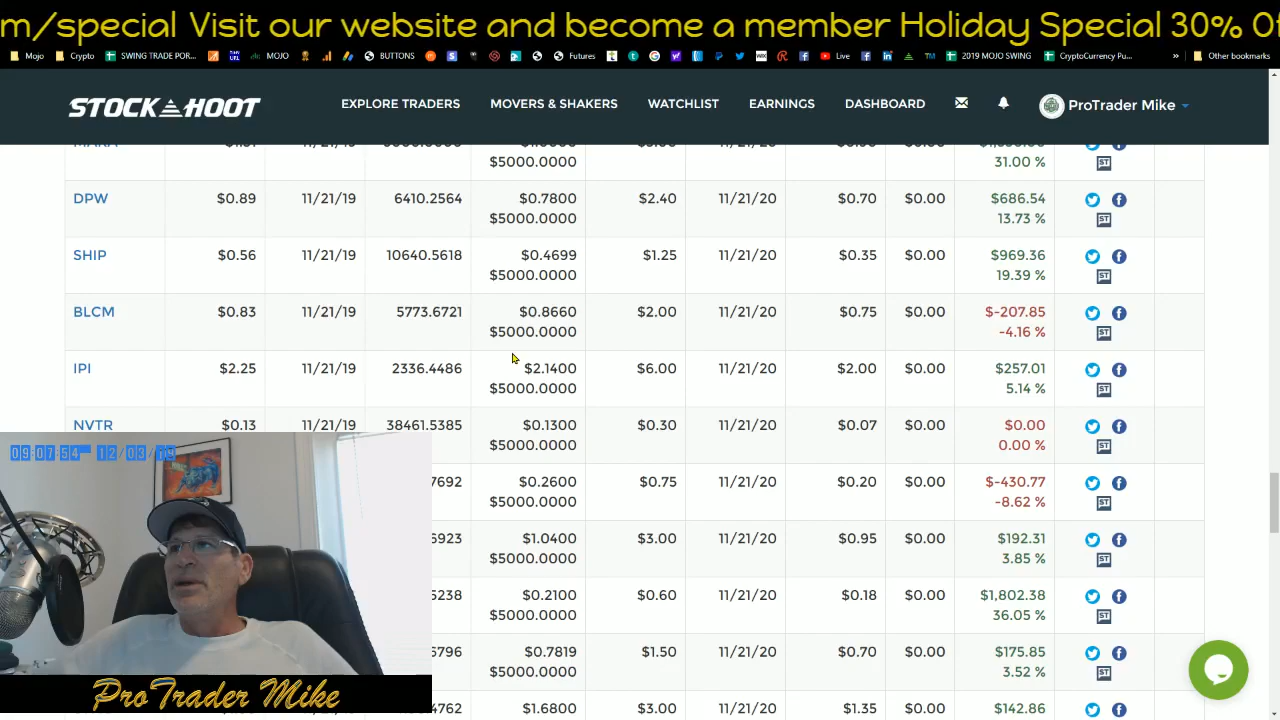 m/special Visit our website and become a member Holiday Special 30% O
Mojo Crypto SWING TRADE POR... MOJO BUTTONS Futures Live 2019 MOJO SWING CryptoCurrency Pu... » Other bookmarks
STOCK HOOT EXPLORE TRADERS MOVERS & SHAKERS WATCHLIST EARNINGS DASHBOARD ProTrader Mike
$5000.0000 31.00 %
DPW $0.89 11/21/19 6410.2564 $0.7800 $2.40 11/21/20 $0.70 $0.00 $686.54
$5000.0000 13.73 %
SHIP $0.56 11/21/19 10640.5618 $0.4699 $1.25 11/21/20 $0.35 $0.00 $969.36
$5000.0000 19.39 %
BLCM $0.83 11/21/19 5773.6721 $0.8660 $2.00 11/21/20 $0.75 $0.00 $-207.85
$5000.0000 -4.16 %
IPI $2.25 11/21/19 2336.4486 $2.1400 $6.00 11/21/20 $2.00 $0.00 $257.01
$5000.0000 5.14 %
NVTR $0.13 11/21/19 38461.5385 $0.1300 $0.30 11/21/20 $0.07 $0.00 $0.00
$5000.0000 0.00 %
09:07:54 12/03/19
7692 $0.2600 $0.75 11/21/20 $0.20 $0.00 $-430.77
$5000.0000 -8.62 %
6923 $1.0400 $3.00 11/21/20 $0.95 $0.00 $192.31
$5000.0000 3.85 %
5238 $0.2100 $0.60 11/21/20 $0.18 $0.00 $1,802.38
$5000.0000 36.05 %
6796 $0.7819 $1.50 11/21/20 $0.70 $0.00 $175.85
$5000.0000 3.52 %
4762 $1.6800 $3.00 11/21/20 $1.35 $0.00 $142.86
ProTrader Mike